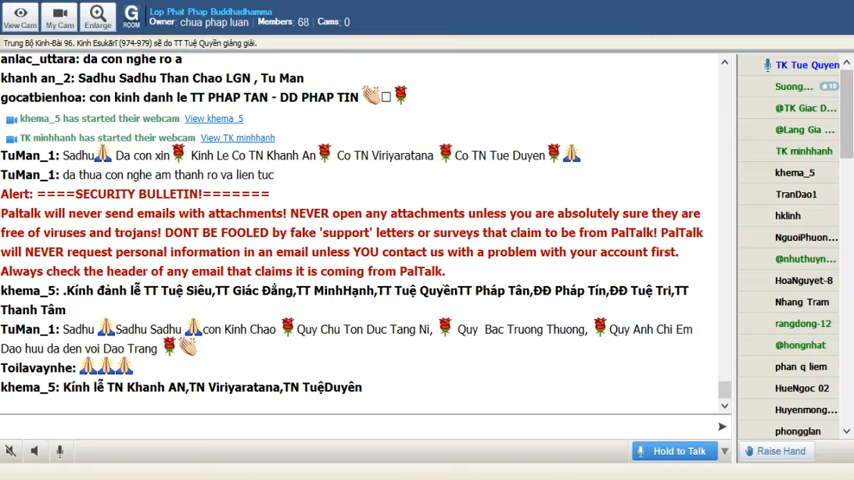 View Cam
My Cam
Enlarge
G
ROOM
Lop Phat Phap Buddhadhamma
Owner: chua phap luan Members: 68 Cams: 0
Trung Bộ Kinh-Bài 96. Kinh Esukārī (974-979) sẽ do TT Tuệ Quyền giảng giải.
anlac_uttara: da con nghe ro a
khanh an_2: Sadhu Sadhu Than Chao LGN , Tu Man
gocatbienhoa: con kinh danh le TT PHAP TAN - DD PHAP TIN 👏□ 🌹
khema_5 has started their webcam View khema_5
TK minhhanh has started their webcam View TK minhhanh
TuMan_1: Sadhu🙏 Da con xin🌹 Kinh Le Co TN Khanh An🌹 Co TN Viriyaratana 🌹Co TN Tue Duyen🌹🙏
TuMan_1: da thua con nghe am thanh ro va lien tuc
Alert: ====SECURITY BULLETIN!=======
Paltalk will never send emails with attachments! NEVER open any attachments unless you are absolutely sure they are
free of viruses and trojans! DONT BE FOOLED by fake 'support' letters or surveys that claim to be from PalTalk! PalTalk
will NEVER request personal information in an email unless YOU contact us with a problem with your account first.
Always check the header of any email that claims it is coming from PalTalk.
khema_5: .Kính đảnh lễ TT Tuệ Siêu,TT Giác Đẳng,TT MinhHạnh,TT Tuệ QuyềnTT Pháp Tân,ĐĐ Pháp Tín,ĐĐ Tuệ Trí,TT
Thanh Tâm
TuMan_1: Sadhu 🙏Sadhu Sadhu 🙏con Kinh Chao 🌹Quy Chu Ton Duc Tang Ni, 🌹 Quy Bac Truong Thuong, 🌹Quy Anh Chi Em
Dao huu da den voi Dao Trang 🌹👏
Toilavaynhe: 🙏🙏🙏
khema_5: Kính lễ TN Khanh AN,TN Viriyaratana,TN TuệDuyên
Hold to Talk
TK Tue Quyen
Suong... 10
@TK Giac D...
@Lang Gia ...
TK minhhanh
khema_5
TranDao1
hklinh
NguoiPhuon...
@nhuthuyn...
HoaNguyet-8
Nhang Tram
rangdong-12
@hongnhat
phan q liem
HueNgoc 02
Huyenmong...
phongglan
Raise Hand